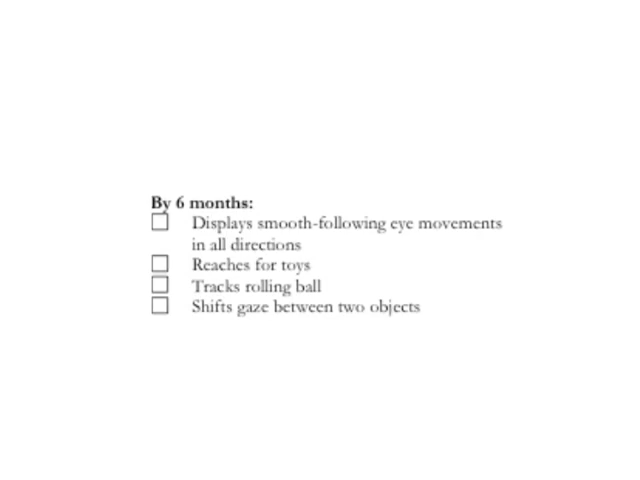 By 6 months:
☐ Displays smooth-following eye movements
in all directions
☐ Reaches for toys
☐ Tracks rolling ball
☐ Shifts gaze between two objects